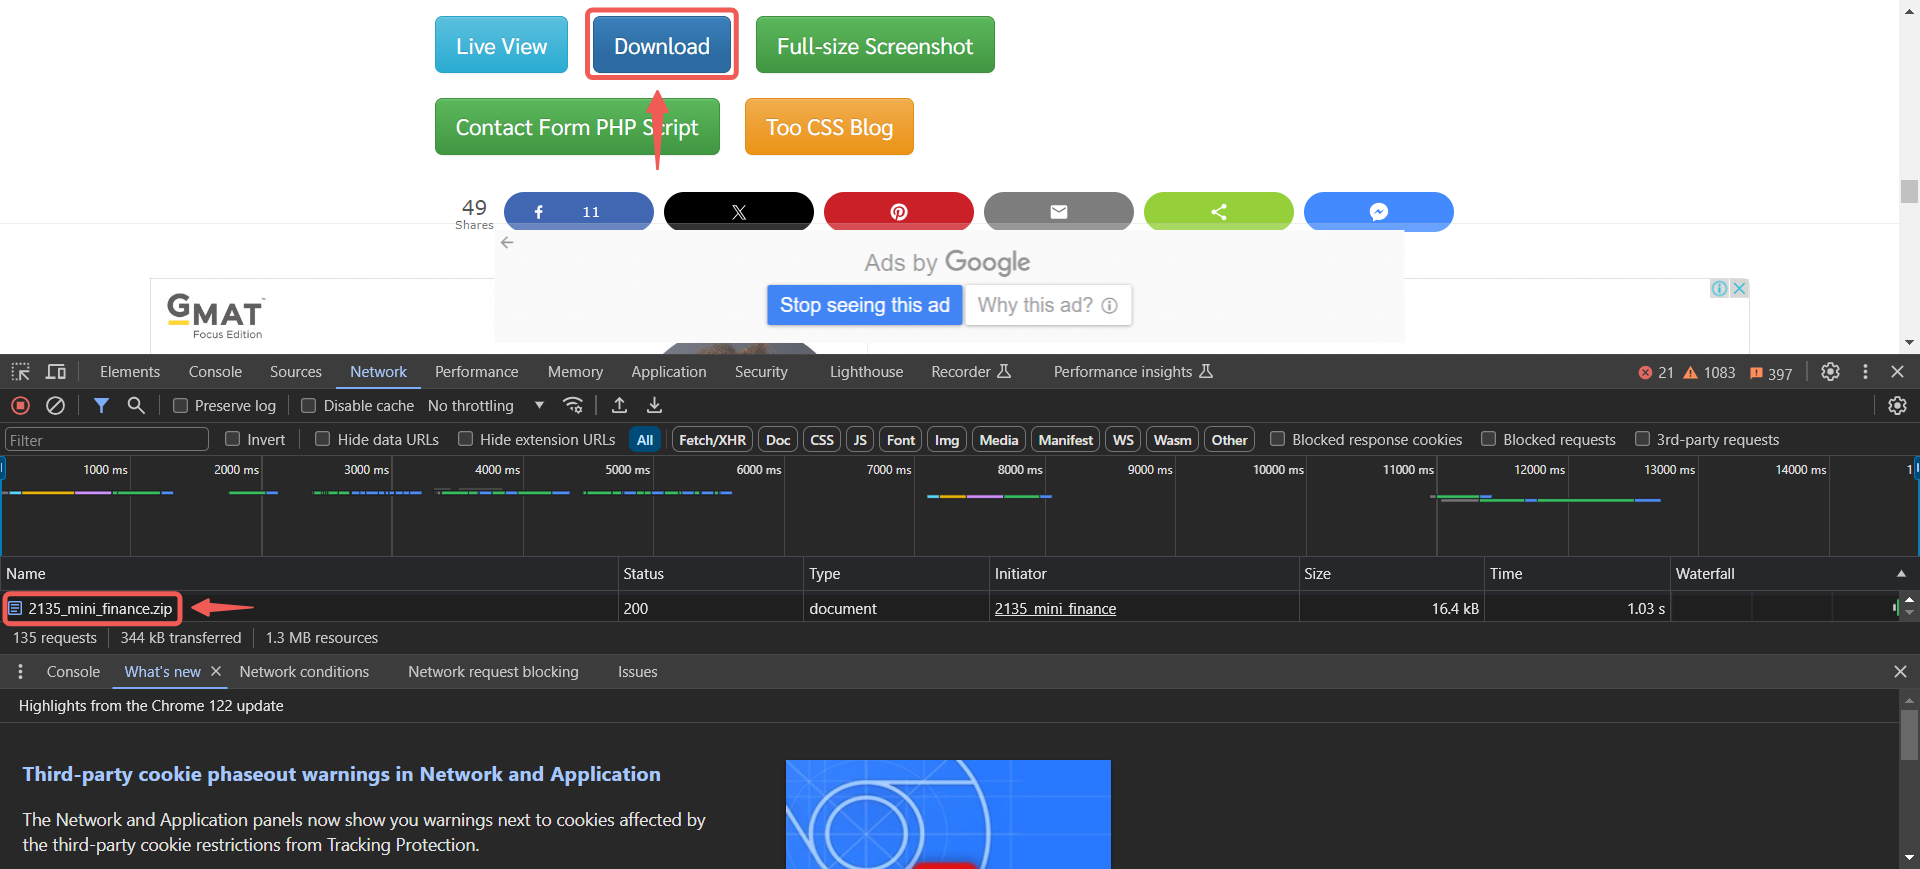 Live View Download Full-size Screenshot
Contact Form PHP Script Too CSS Blog
49
Shares
11
Ads by Google
Stop seeing this ad Why this ad?
GMAT™
Focus Edition
Elements Console Sources Network Performance Memory Application Security Lighthouse Recorder Performance insights 21 1083 397
Preserve log Disable cache No throttling
Filter Invert Hide data URLs Hide extension URLs All Fetch/XHR Doc CSS JS Font Img Media Manifest WS Wasm Other Blocked response cookies Blocked requests 3rd-party requests
1000 ms 2000 ms 3000 ms 4000 ms 5000 ms 6000 ms 7000 ms 8000 ms 9000 ms 10000 ms 11000 ms 12000 ms 13000 ms 14000 ms 1
Name Status Type Initiator Size Time Waterfall
2135_mini_finance.zip 200 document 2135_mini_finance 16.4 kB 1.03 s
135 requests 344 kB transferred 1.3 MB resources
Console What's new Network conditions Network request blocking Issues
Highlights from the Chrome 122 update
Third-party cookie phaseout warnings in Network and Application
The Network and Application panels now show you warnings next to cookies affected by
the third-party cookie restrictions from Tracking Protection.